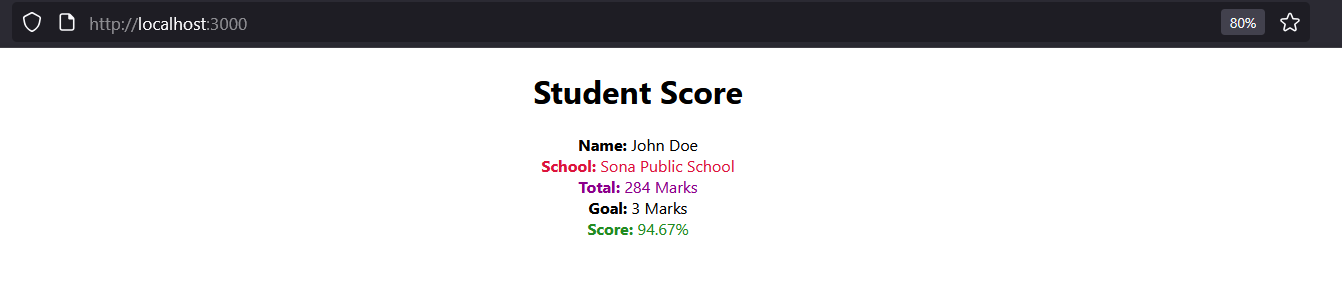 http://localhost:3000
80%
Student Score
Name: John Doe
School: Sona Public School
Total: 284 Marks
Goal: 3 Marks
Score: 94.67%